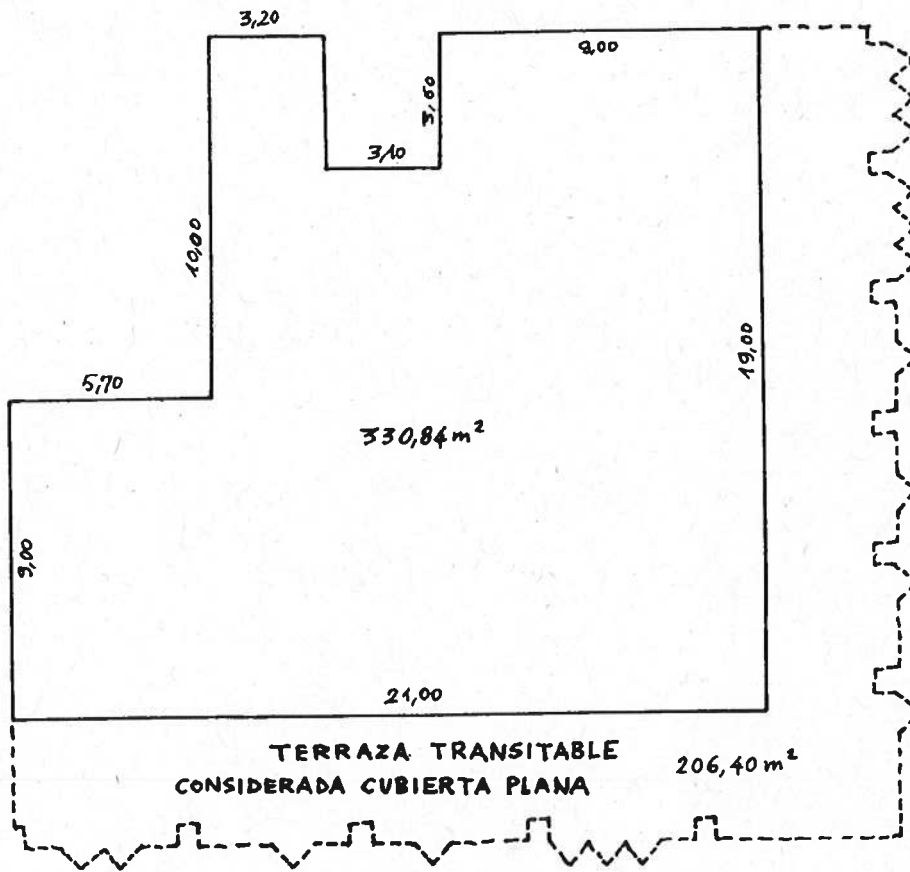 3,20
9,00
3,60
3,10
10,00
19,00
5,70
330,84 m²
9,00
21,00
TERRAZA TRANSITABLE
CONSIDERADA CUBIERTA PLANA
206,40 m²